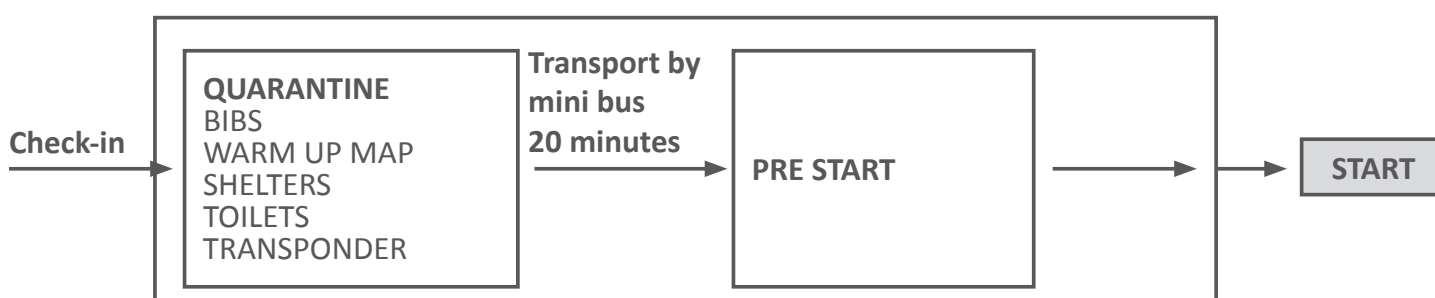 Check-in
QUARANTINE
BIBS
WARM UP MAP
SHELTERS
TOILETS
TRANSPONDER
Transport by
mini bus
20 minutes
PRE START
START